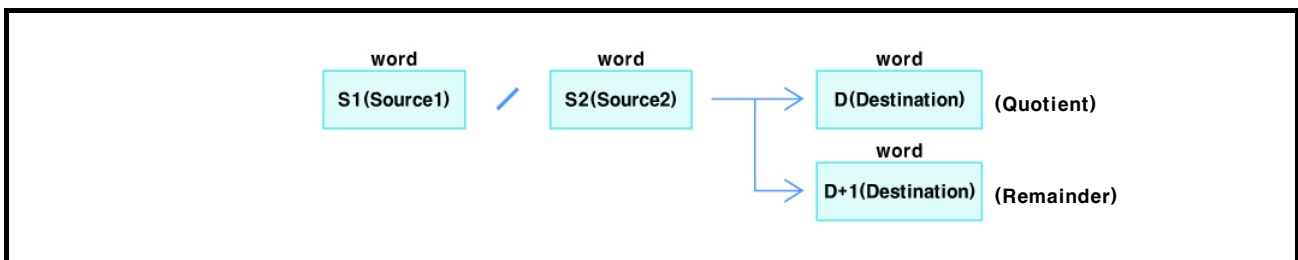 word word word
S1(Source1) / S2(Source2) D(Destination) (Quotient)
word
D+1(Destination) (Remainder)